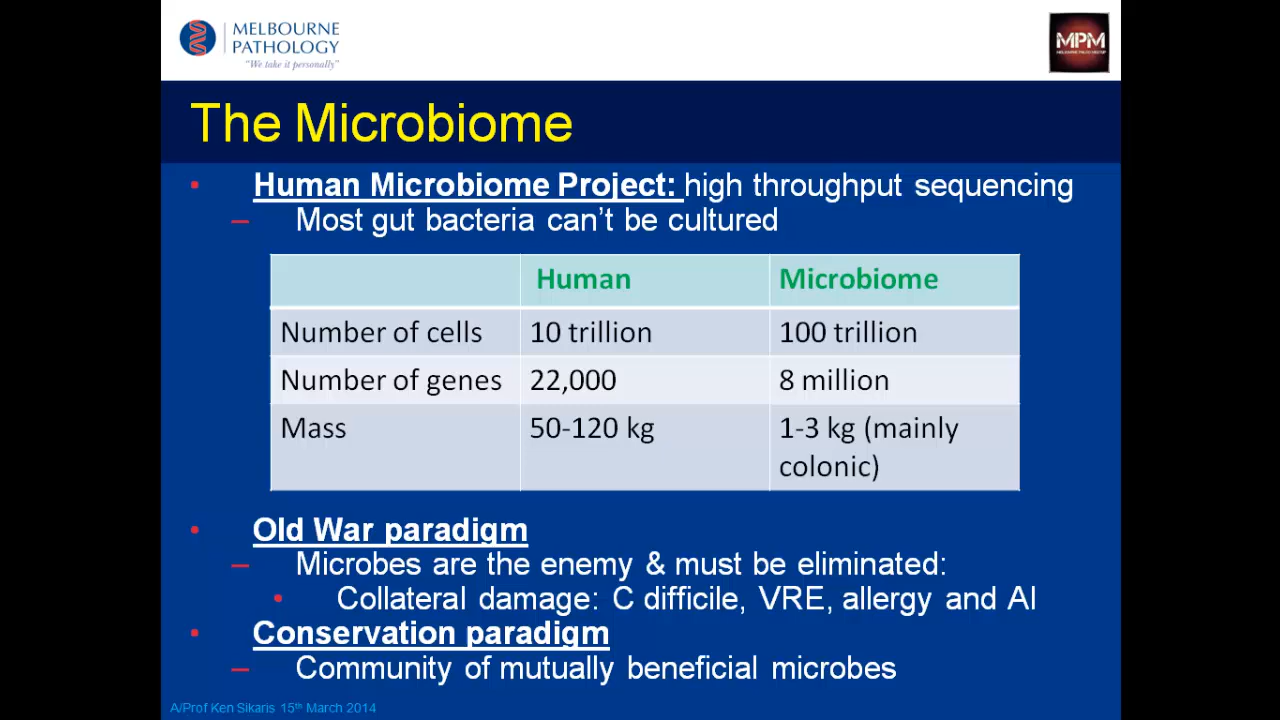 MELBOURNE
PATHOLOGY
"We take it personally"
MPM
The Microbiome
• Human Microbiome Project: high throughput sequencing
– Most gut bacteria can't be cultured
Human Microbiome
Number of cells 10 trillion 100 trillion
Number of genes 22,000 8 million
Mass 50-120 kg 1-3 kg (mainly
colonic)
• Old War paradigm
– Microbes are the enemy & must be eliminated:
• Collateral damage: C difficile, VRE, allergy and AI
• Conservation paradigm
– Community of mutually beneficial microbes
A/Prof Ken Sikaris 15th March 2014